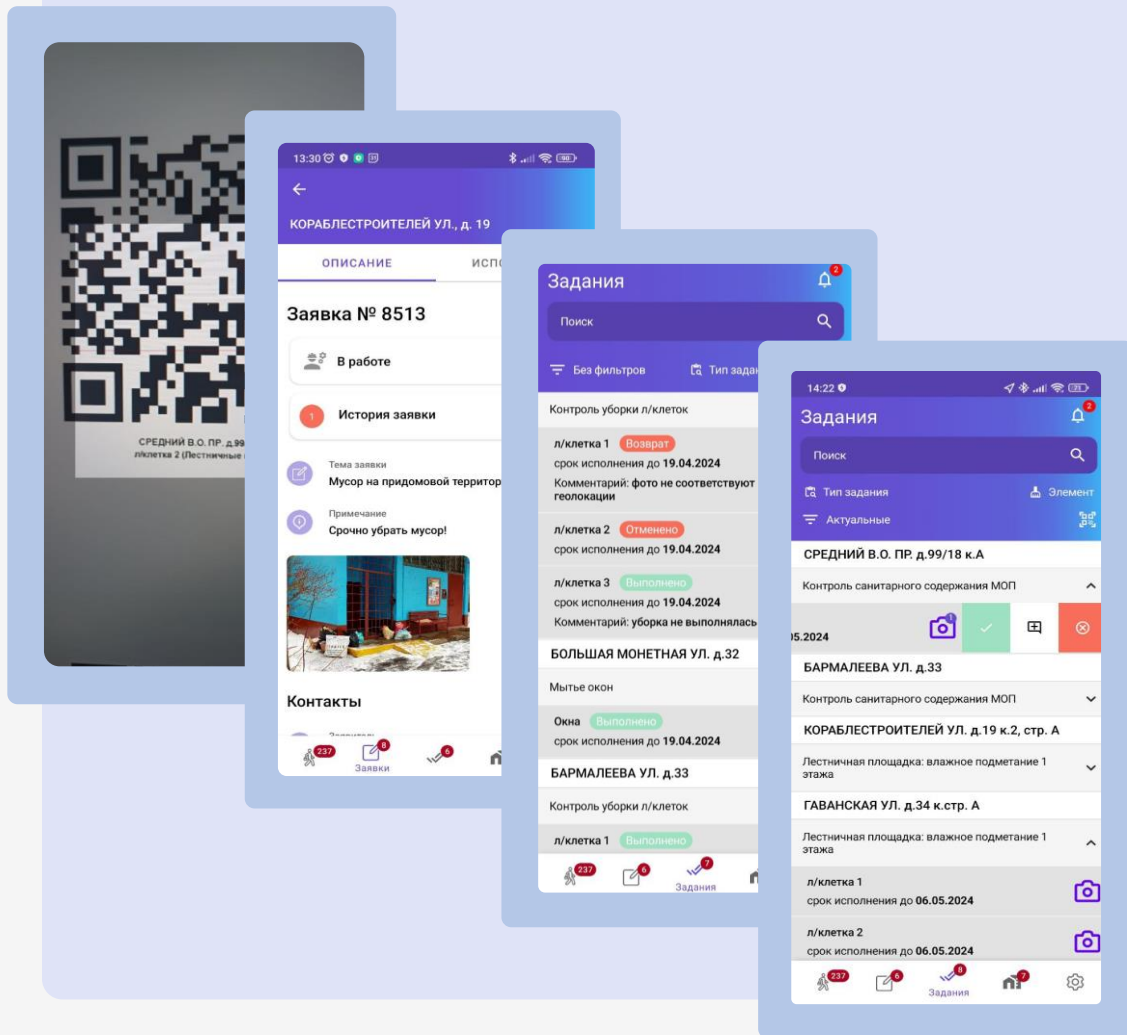 СРЕДНИЙ В.О. ПР. д.99
л/клетка 2 (Лестничные
13:30
90
КОРАБЛЕСТРОИТЕЛЕЙ УЛ., д. 19
ОПИСАНИЕ
ИСПО
Заявка № 8513
В работе
1
История заявки
Тема заявки
Мусор на придомовой территор
Примечание
Срочно убрать мусор!
Контакты
237
8
6
Заявки
Задания
2
Поиск
Без фильтров
Тип задан
Контроль уборки л/клеток
л/клетка 1 Возврат
срок исполнения до 19.04.2024
Комментарий: фото не соответствуют
геолокации
л/клетка 2 Отменено
срок исполнения до 19.04.2024
л/клетка 3 Выполнено
срок исполнения до 19.04.2024
Комментарий: уборка не выполнялась
БОЛЬШАЯ МОНЕТНАЯ УЛ. д.32
Мытье окон
Окна Выполнено
срок исполнения до 19.04.2024
БАРМАЛЕЕВА УЛ. д.33
Контроль уборки л/клеток
л/клетка 1 Выполнено
237
6
7
Задания
14:22
71
Задания
2
Поиск
Тип задания
Элемент
Актуальные
СРЕДНИЙ В.О. ПР. д.99/18 к.А
Контроль санитарного содержания МОП
05.2024
1
БАРМАЛЕЕВА УЛ. д.33
Контроль санитарного содержания МОП
КОРАБЛЕСТРОИТЕЛЕЙ УЛ. д.19 к.2, стр. А
Лестничная площадка: влажное подметание 1
этажа
ГАВАНСКАЯ УЛ. д.34 к.стр. А
Лестничная площадка: влажное подметание 1
этажа
л/клетка 1
срок исполнения до 06.05.2024
л/клетка 2
срок исполнения до 06.05.2024
237
6
8
7
Задания